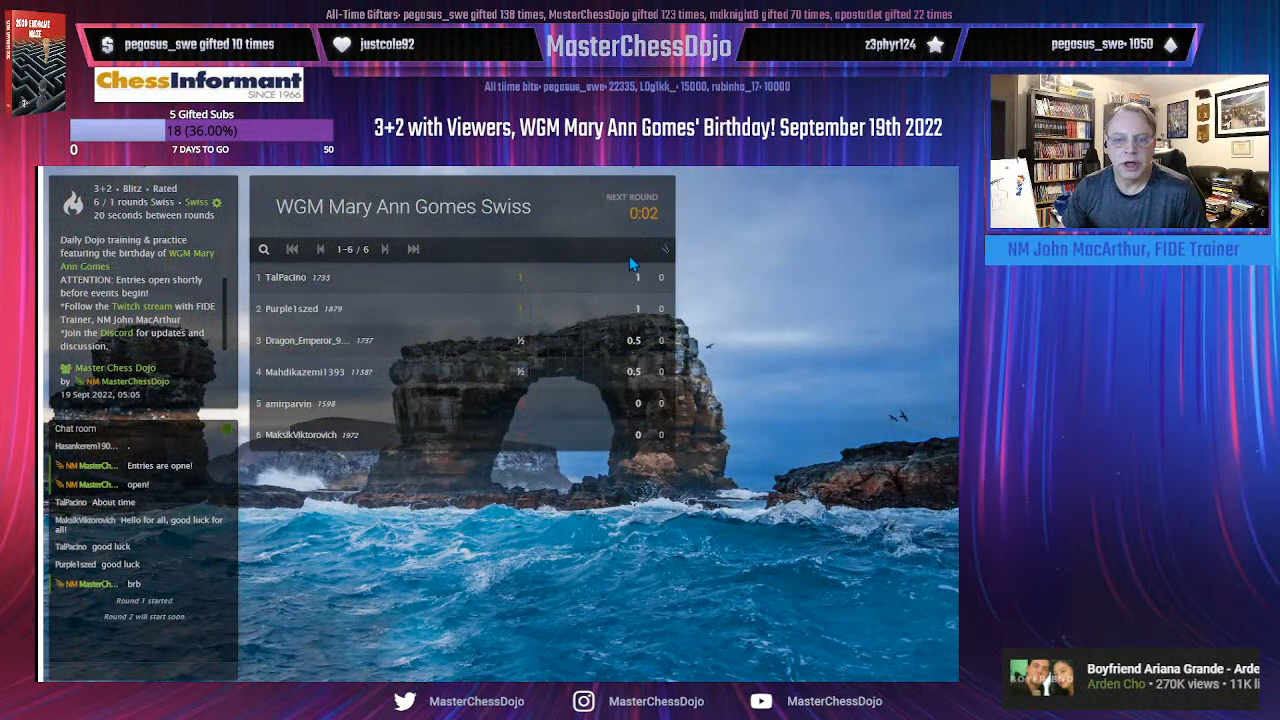 All-Time Gifters• pegasus_swe gifted 138 times, MasterChessDojo gifted 123 times, mdknight0 gifted 70 times, apostatlet gifted 22 times
pegasus_swe gifted 10 times
justcole92
MasterChessDojo
z3phyr124
pegasus_swe• 1050
ChessInformant
SINCE 1966
All tiime bits• pegasus_swe• 22335, L0g1kk_• 15000, rubinho_17• 10000
5 Gifted Subs
18 (36.00%)
0
7 DAYS TO GO
50
3+2 with Viewers, WGM Mary Ann Gomes' Birthday! September 19th 2022
NM John MacArthur, FIDE Trainer
3+2 • Blitz • Rated
6 / 1 rounds Swiss • Swiss
20 seconds between rounds
Daily Dojo training & practice
featuring the birthday of WGM Mary
Ann Gomes
ATTENTION: Entries open shortly
before events begin!
*Follow the Twitch stream with FIDE
Trainer, NM John MacArthur
*Join the Discord for updates and
discussion.
Master Chess Dojo
by NM MasterChessDojo
19 Sept 2022, 05:05
WGM Mary Ann Gomes Swiss
NEXT ROUND
0:02
1–6 / 6
1 TalPacino 1733 1 1 0
2 Purple1szed 1879 1 1 0
3 Dragon_Emperor_9... 1737 ½ 0.5 0
4 Mahdikazemi1393 1138? ½ 0.5 0
5 amirparvin 1598 0 0
6 MaksikViktorovich 1972 0 0
Chat room
Hasankerem190... .
NM MasterCh... Entries are opne!
NM MasterCh... open!
TalPacino About time
MaksikViktorovich Hello for all, good luck for
all!
TalPacino good luck
Purple1szed good luck
NM MasterCh... brb
Round 1 started.
Round 2 will start soon.
BOYFRIEND
Boyfriend Ariana Grande - Arde
Arden Cho • 270K views • 11K li
MasterChessDojo
MasterChessDojo
MasterChessDojo